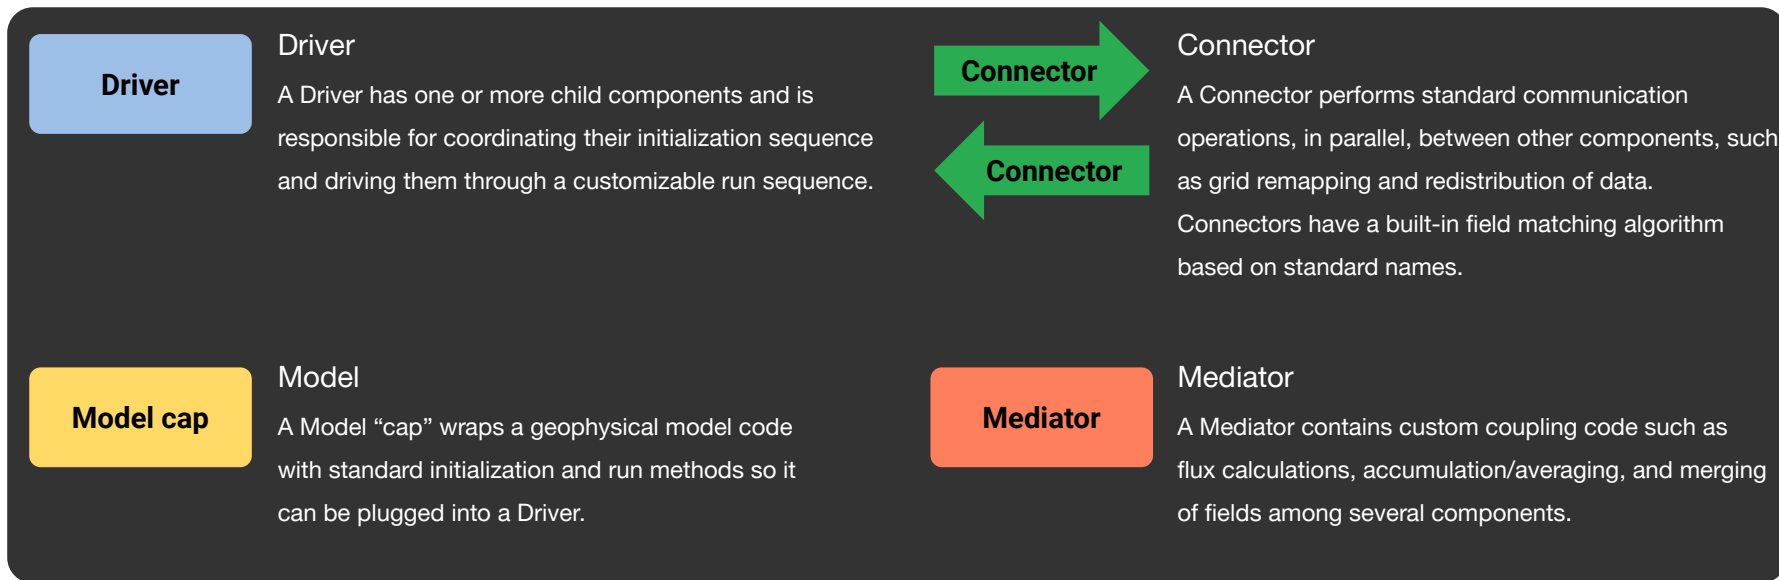 Driver
Driver
A Driver has one or more child components and is
responsible for coordinating their initialization sequence
and driving them through a customizable run sequence.
Connector
Connector
Connector
A Connector performs standard communication
operations, in parallel, between other components, such
as grid remapping and redistribution of data.
Connectors have a built-in field matching algorithm
based on standard names.
Model cap
Model
A Model “cap” wraps a geophysical model code
with standard initialization and run methods so it
can be plugged into a Driver.
Mediator
Mediator
A Mediator contains custom coupling code such as
flux calculations, accumulation/averaging, and merging
of fields among several components.